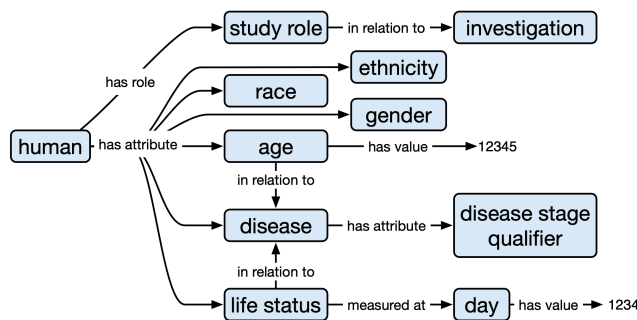 study role
in relation to
investigation
ethnicity
has role
race
gender
human
has attribute
age
has value
12345
in relation to
disease
has attribute
disease stage
qualifier
in relation to
life status
measured at
day
has value
1234